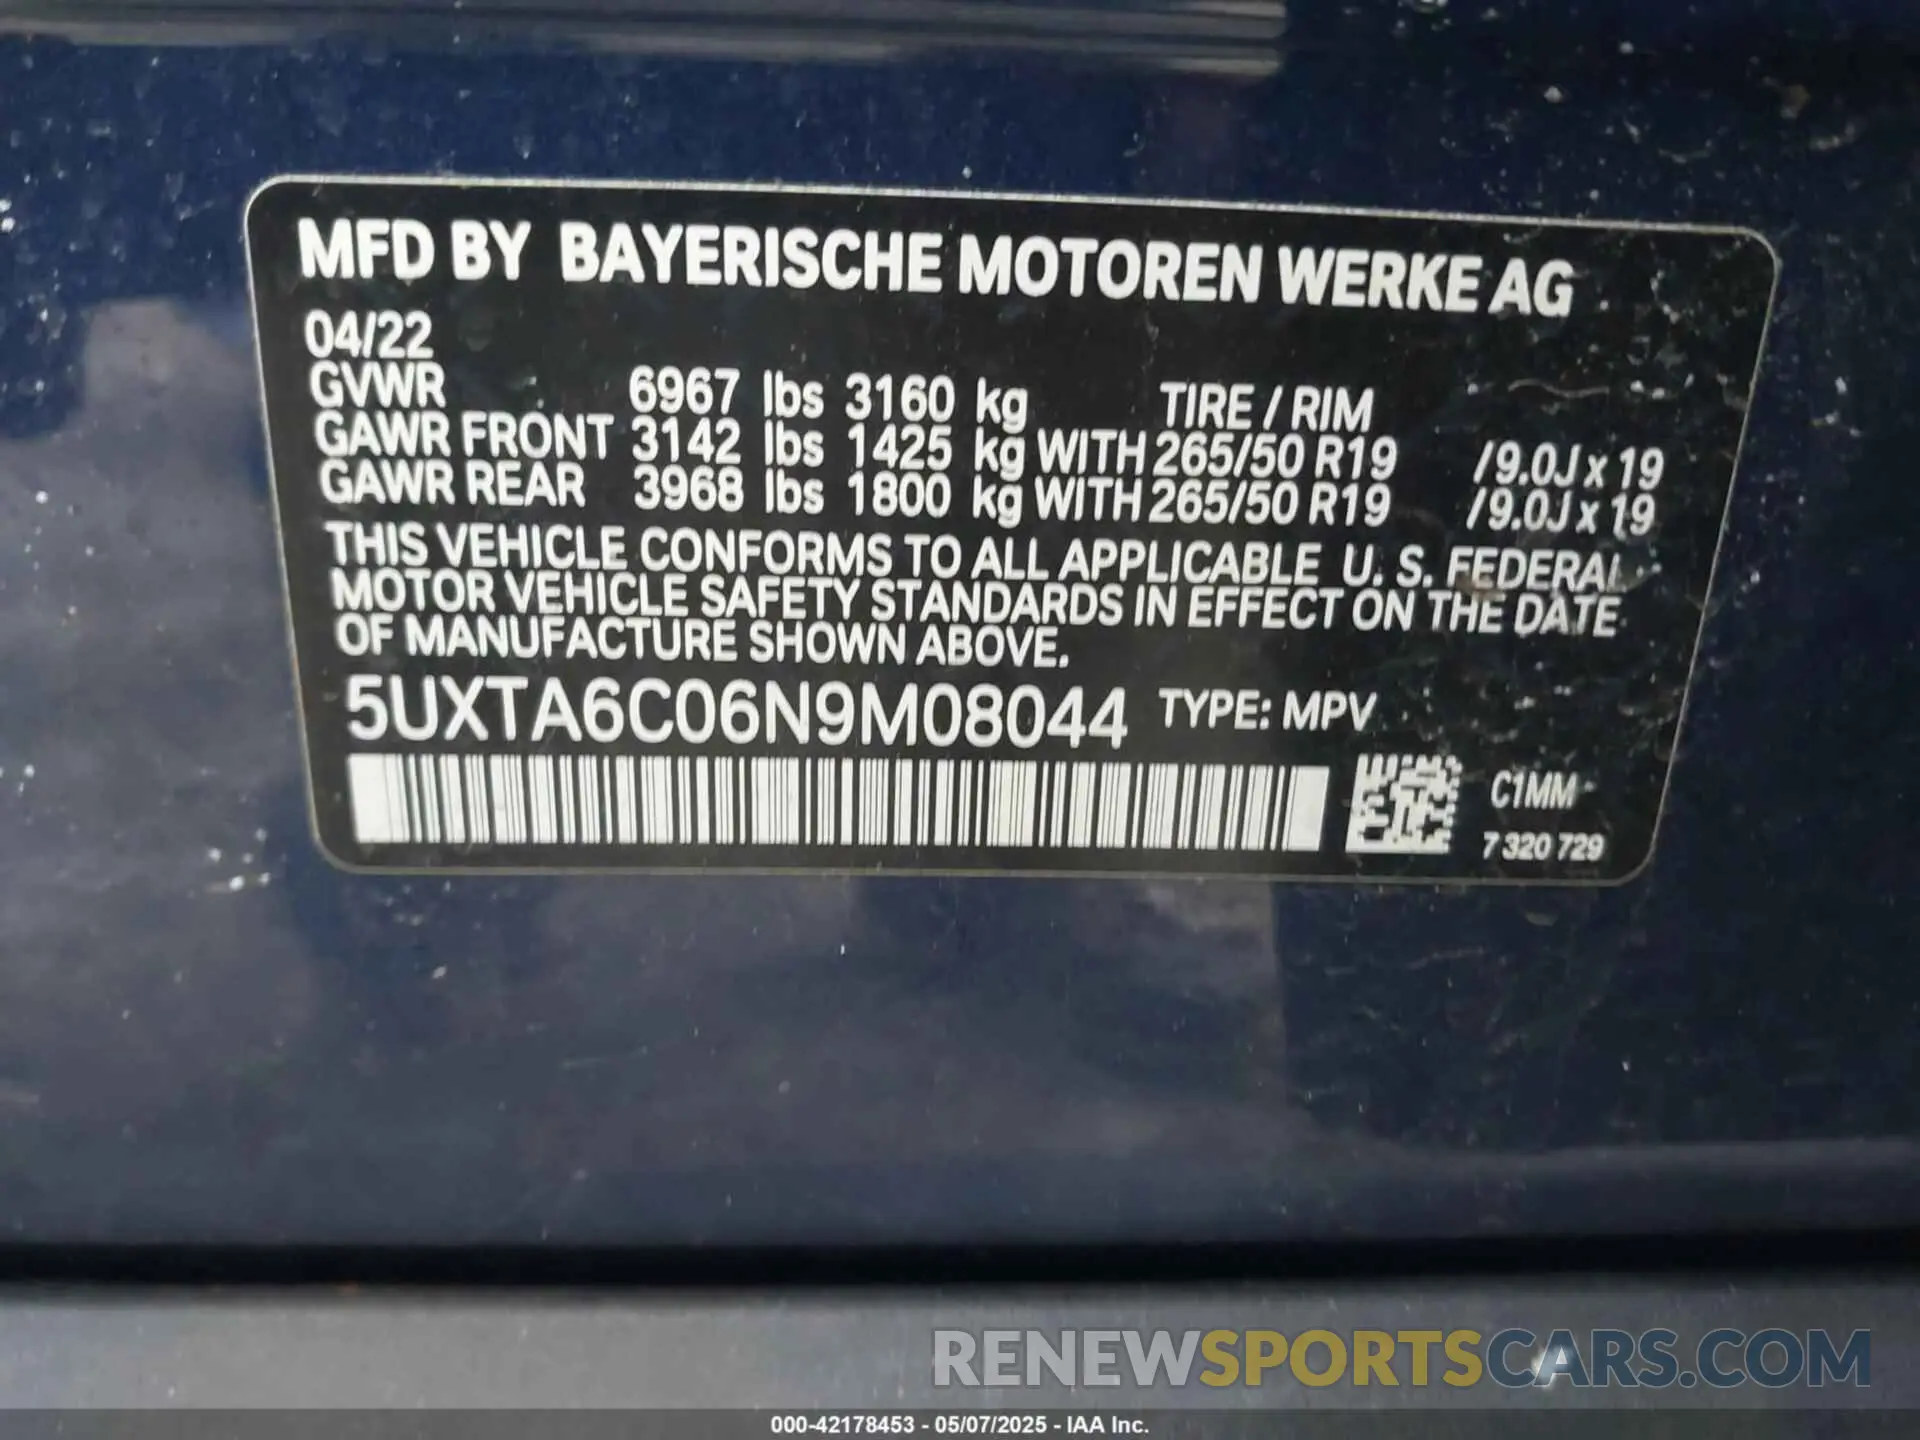 MFD BY BAYERISCHE MOTOREN WERKE AG
04/22
GVWR 6967 lbs 3160 kg TIRE / RIM
GAWR FRONT 3142 lbs 1425 kg WITH 265/50 R19 /9.0J x 19
GAWR REAR 3968 lbs 1800 kg WITH 265/50 R19 /9.0J x 19
THIS VEHICLE CONFORMS TO ALL APPLICABLE U. S. FEDERAL
MOTOR VEHICLE SAFETY STANDARDS IN EFFECT ON THE DATE
OF MANUFACTURE SHOWN ABOVE.
5UXTA6C06N9M08044 TYPE: MPV
C1MM
7 320 729
RENEWSPORTSCARS.COM
000-42178453 - 05/07/2025 - IAA Inc.